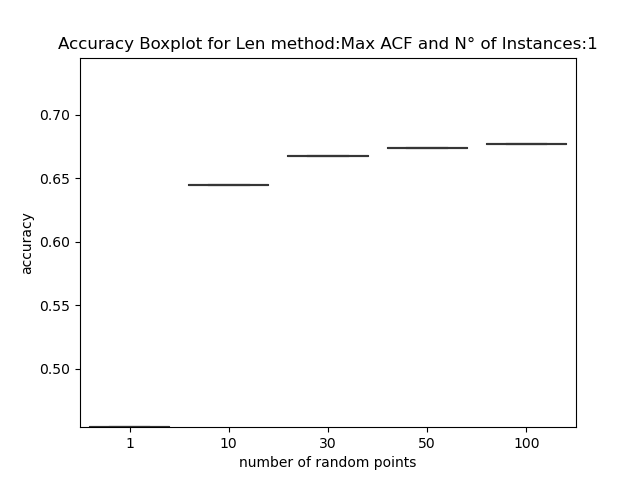 Accuracy Boxplot for Len method:Max ACF and N° of Instances:1
0.70
0.65
0.60
0.55
0.50
accuracy
1 10 30 50 100
number of random points